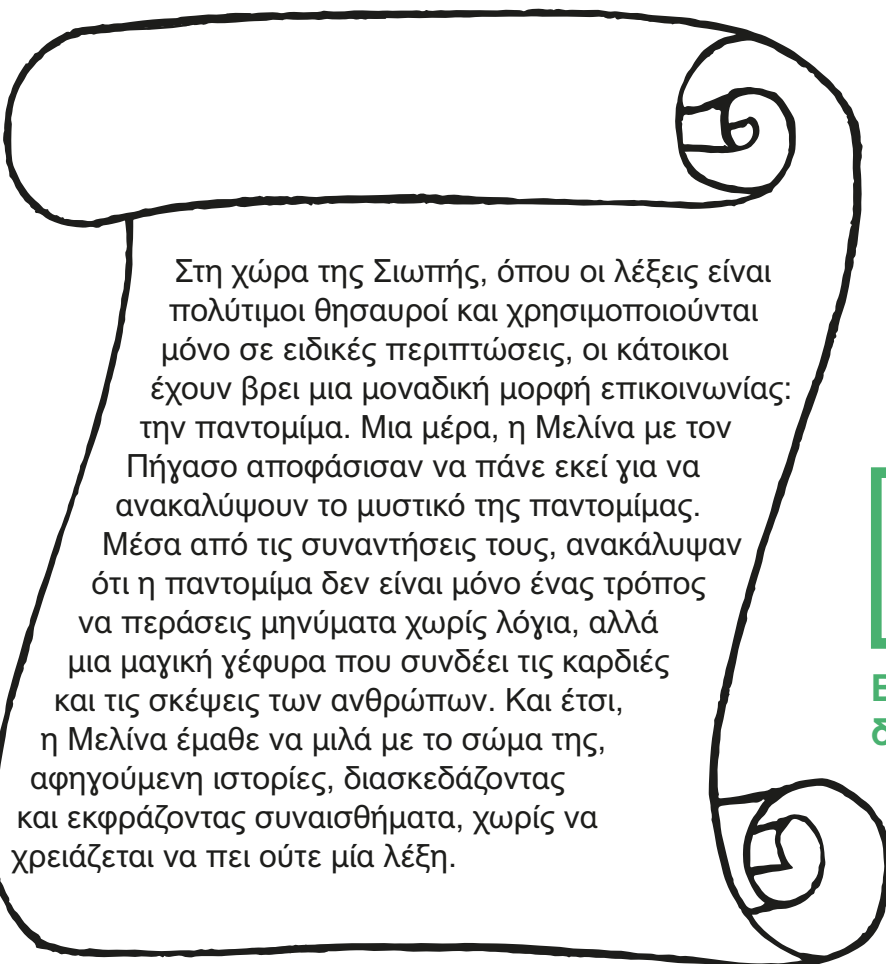 Στη χώρα της Σιωπής, όπου οι λέξεις είναι
πολύτιμοι θησαυροί και χρησιμοποιούνται
μόνο σε ειδικές περιπτώσεις, οι κάτοικοι
έχουν βρει μια μοναδική μορφή επικοινωνίας:
την παντομίμα. Μια μέρα, η Μελίνα με τον
Πήγασο αποφάσισαν να πάνε εκεί για να
ανακαλύψουν το μυστικό της παντομίμας.
Μέσα από τις συναντήσεις τους, ανακάλυψαν
ότι η παντομίμα δεν είναι μόνο ένας τρόπος
να περάσεις μηνύματα χωρίς λόγια, αλλά
μια μαγική γέφυρα που συνδέει τις καρδιές
και τις σκέψεις των ανθρώπων. Και έτσι,
η Μελίνα έμαθε να μιλά με το σώμα της,
αφηγούμενη ιστορίες, διασκεδάζοντας
και εκφράζοντας συναισθήματα, χωρίς να
χρειάζεται να πει ούτε μία λέξη.